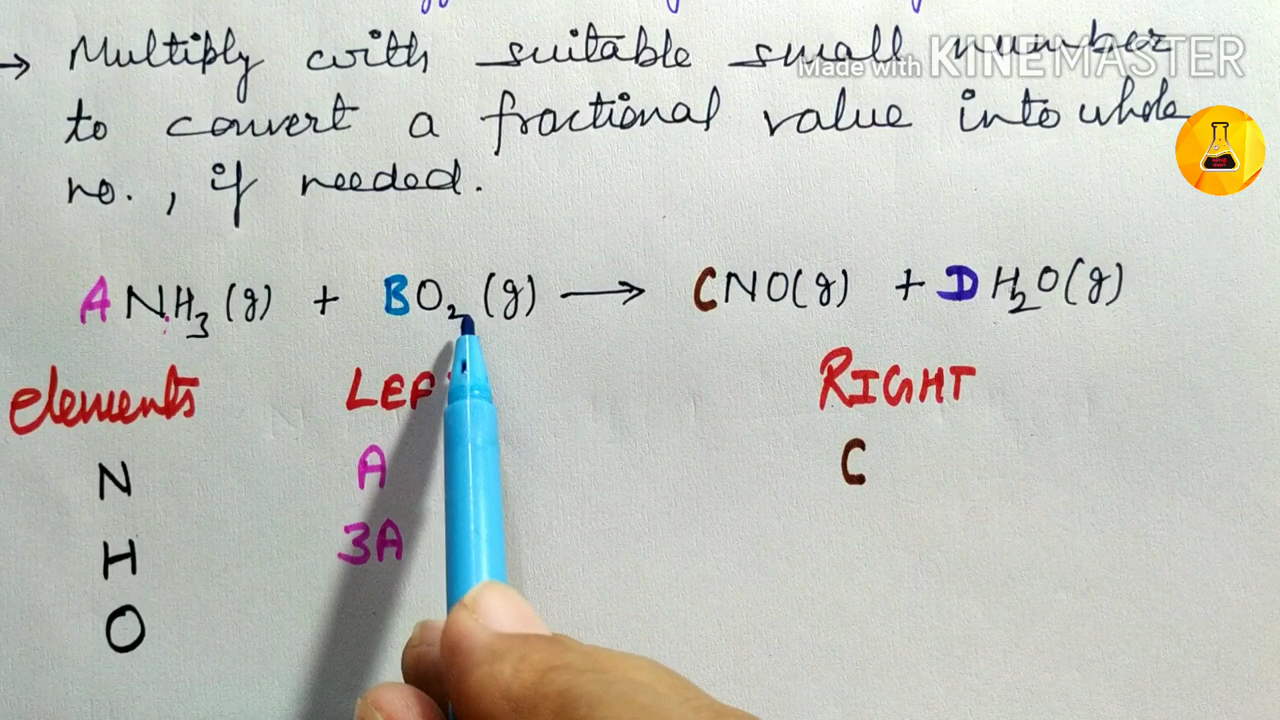 → Multiply with suitable small number
Made with KINEMASTER
to convert a fractional value into whole
no., if needed.
A NH₃ (g) + B O₂ (g) → C NO(g) + D H₂O(g)
Elements LEF RIGHT
N A C
H 3A
O